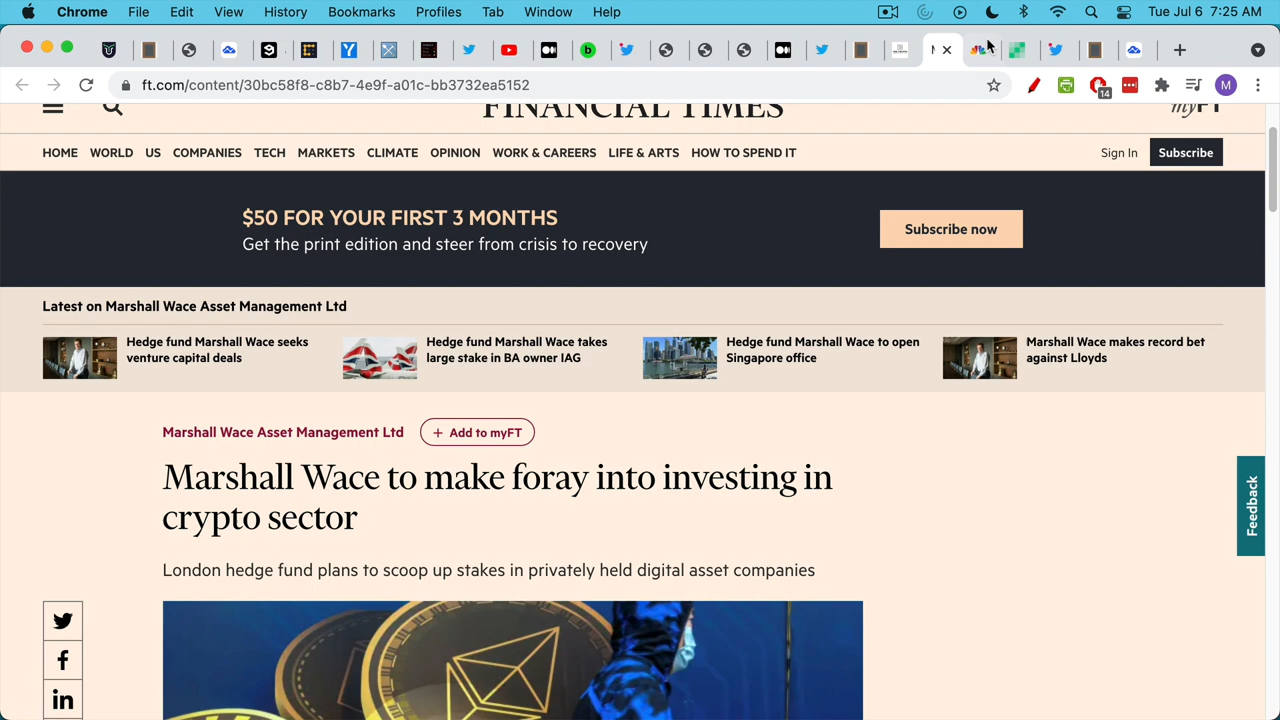 Chrome File Edit View History Bookmarks Profiles Tab Window Help Tue Jul 6 7:25 AM
ft.com/content/30bc58f8-c8b7-4e9f-a01c-bb3732ea5152
14
M
FINANCIAL TIMES
myFT
HOME WORLD US COMPANIES TECH MARKETS CLIMATE OPINION WORK & CAREERS LIFE & ARTS HOW TO SPEND IT Sign In Subscribe
$50 FOR YOUR FIRST 3 MONTHS
Get the print edition and steer from crisis to recovery
Subscribe now
Latest on Marshall Wace Asset Management Ltd
Hedge fund Marshall Wace seeks
venture capital deals
Hedge fund Marshall Wace takes
large stake in BA owner IAG
Hedge fund Marshall Wace to open
Singapore office
Marshall Wace makes record bet
against Lloyds
Marshall Wace Asset Management Ltd
+ Add to myFT
Marshall Wace to make foray into investing in
crypto sector
London hedge fund plans to scoop up stakes in privately held digital asset companies
Feedback